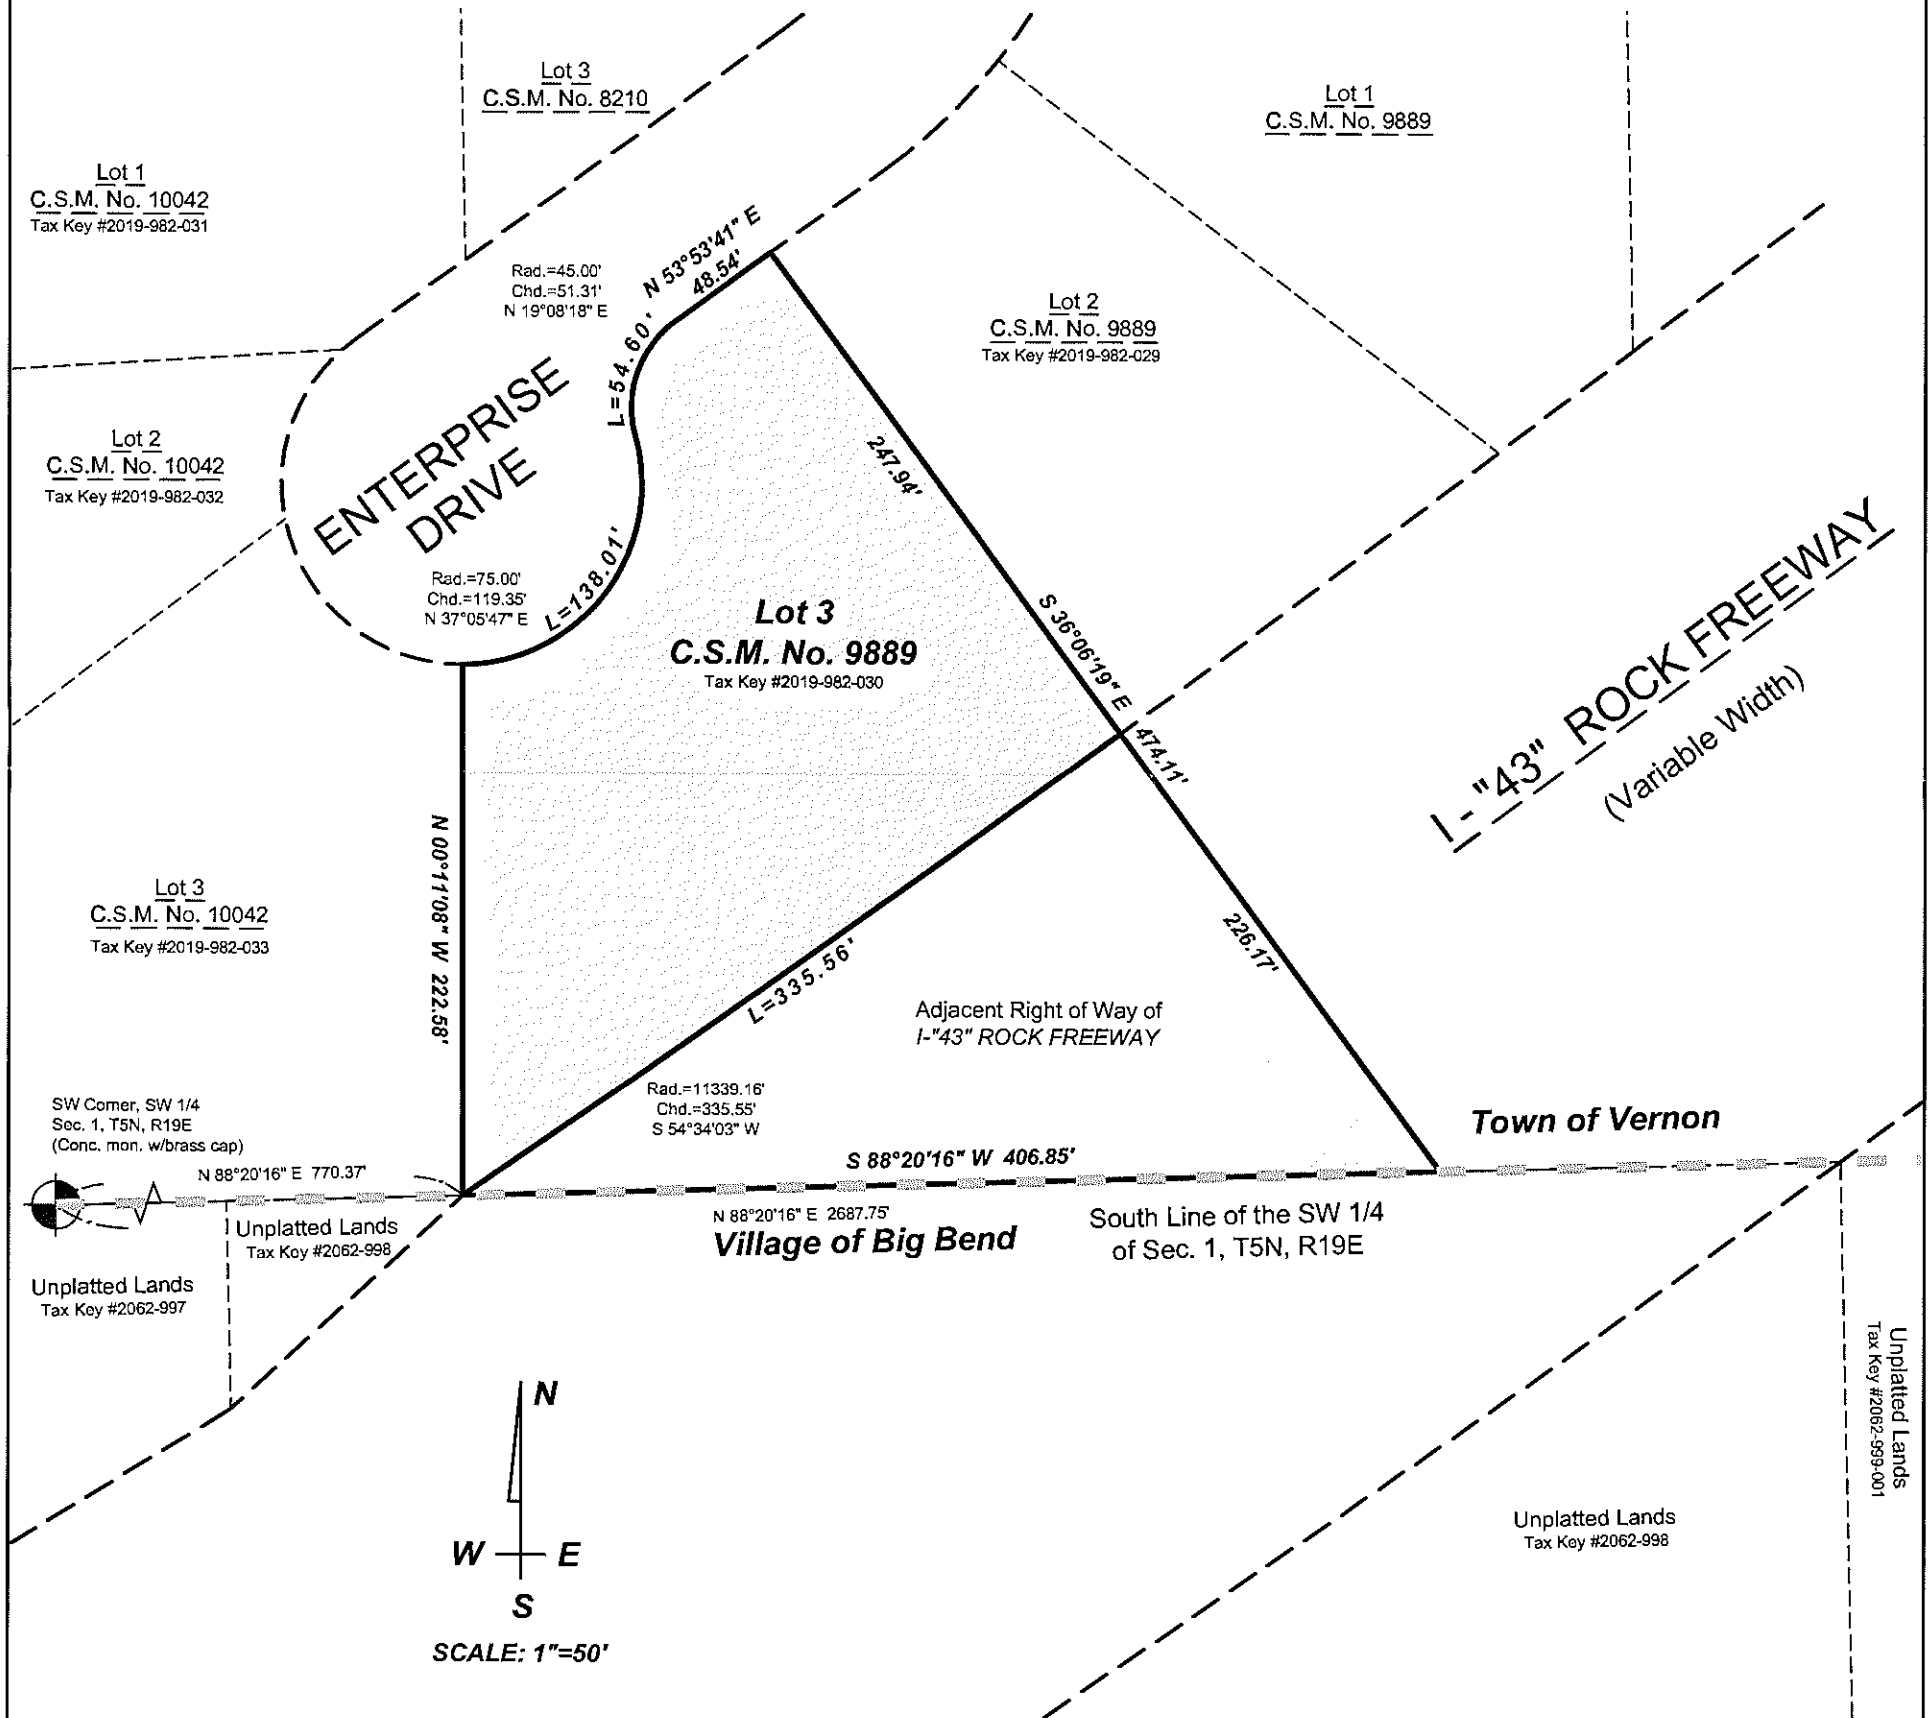 Lot 3
C.S.M. No. 8210
Lot 1
C.S.M. No. 9889
Lot 1
C.S.M. No. 10042
Tax Key #2019-982-031
N 53°53'41" E
48.54'
Rad.=45.00'
Chd.=51.31'
N 19°08'18" E
L=54.60'
Lot 2
C.S.M. No. 9889
Tax Key #2019-982-029
ENTERPRISE
DRIVE
Lot 2
C.S.M. No. 10042
Tax Key #2019-982-032
247.94'
Rad.=75.00'
Chd.=119.35'
N 37°05'47" E
L=138.01'
Lot 3
C.S.M. No. 9889
Tax Key #2019-982-030
S 36°06'19" E 474.11'
I-"43" ROCK FREEWAY
(Variable Width)
N 00°11'08" W 222.58'
Lot 3
C.S.M. No. 10042
Tax Key #2019-982-033
226.17'
L=335.56'
Adjacent Right of Way of
I-"43" ROCK FREEWAY
Rad.=11339.16'
Chd.=335.55'
S 54°34'03" W
SW Corner, SW 1/4
Sec. 1, T5N, R19E
(Conc. mon. w/brass cap)
N 88°20'16" E 770.37'
S 88°20'16" W 406.85'
Town of Vernon
N 88°20'16" E 2687.75'
Village of Big Bend
South Line of the SW 1/4
of Sec. 1, T5N, R19E
Unplatted Lands
Tax Key #2062-998
Unplatted Lands
Tax Key #2062-997
Unplatted Lands
Tax Key #2062-999-001
N
W E
S
SCALE: 1"=50'
Unplatted Lands
Tax Key #2062-998